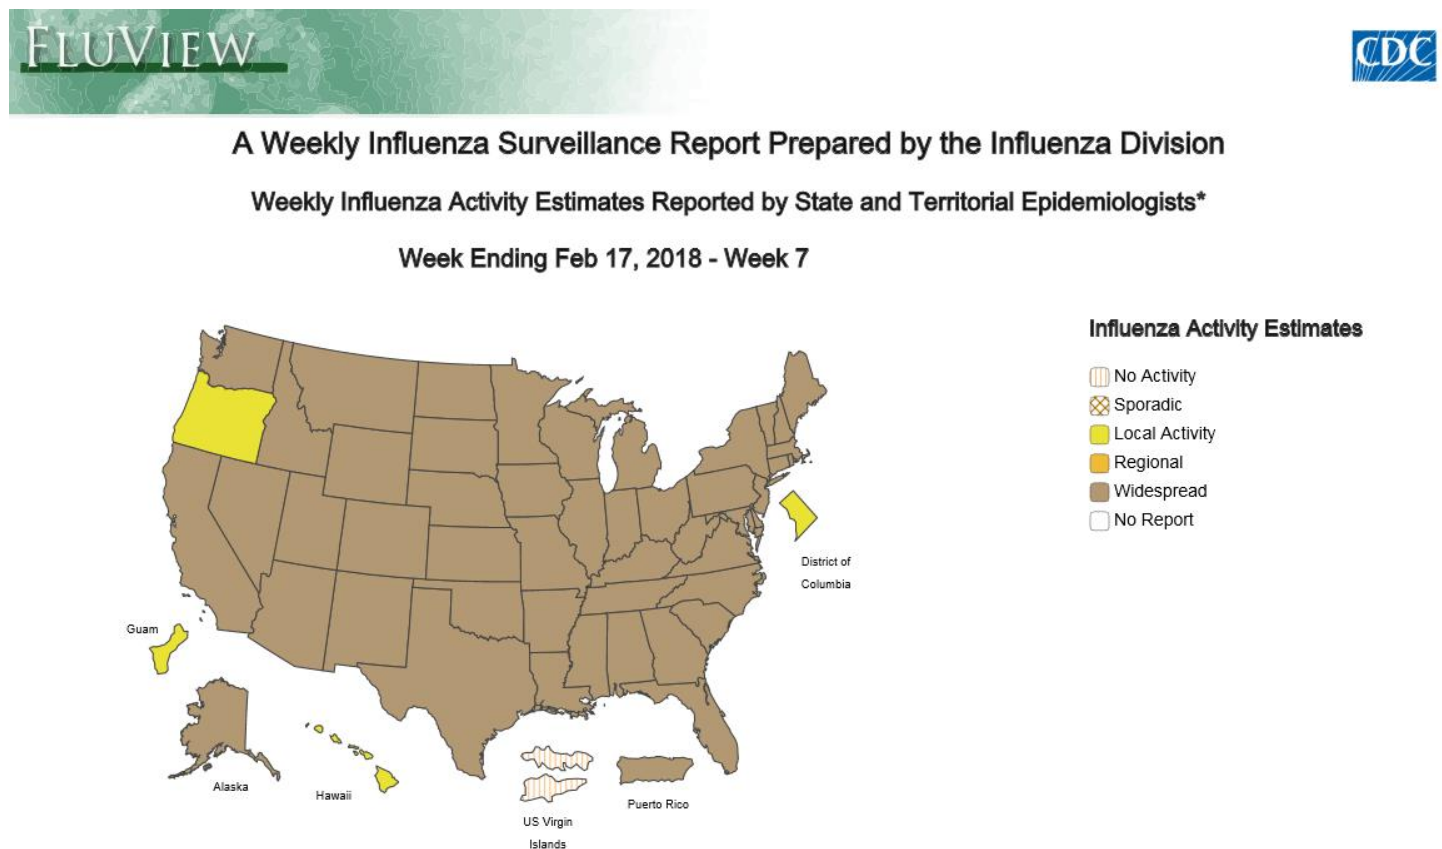 FLUVIEW
CDC
A Weekly Influenza Surveillance Report Prepared by the Influenza Division
Weekly Influenza Activity Estimates Reported by State and Territorial Epidemiologists*
Week Ending Feb 17, 2018 - Week 7
Influenza Activity Estimates
No Activity
Sporadic
Local Activity
Regional
Widespread
No Report
District of
Columbia
Guam
Alaska
Hawaii
US Virgin
Islands
Puerto Rico